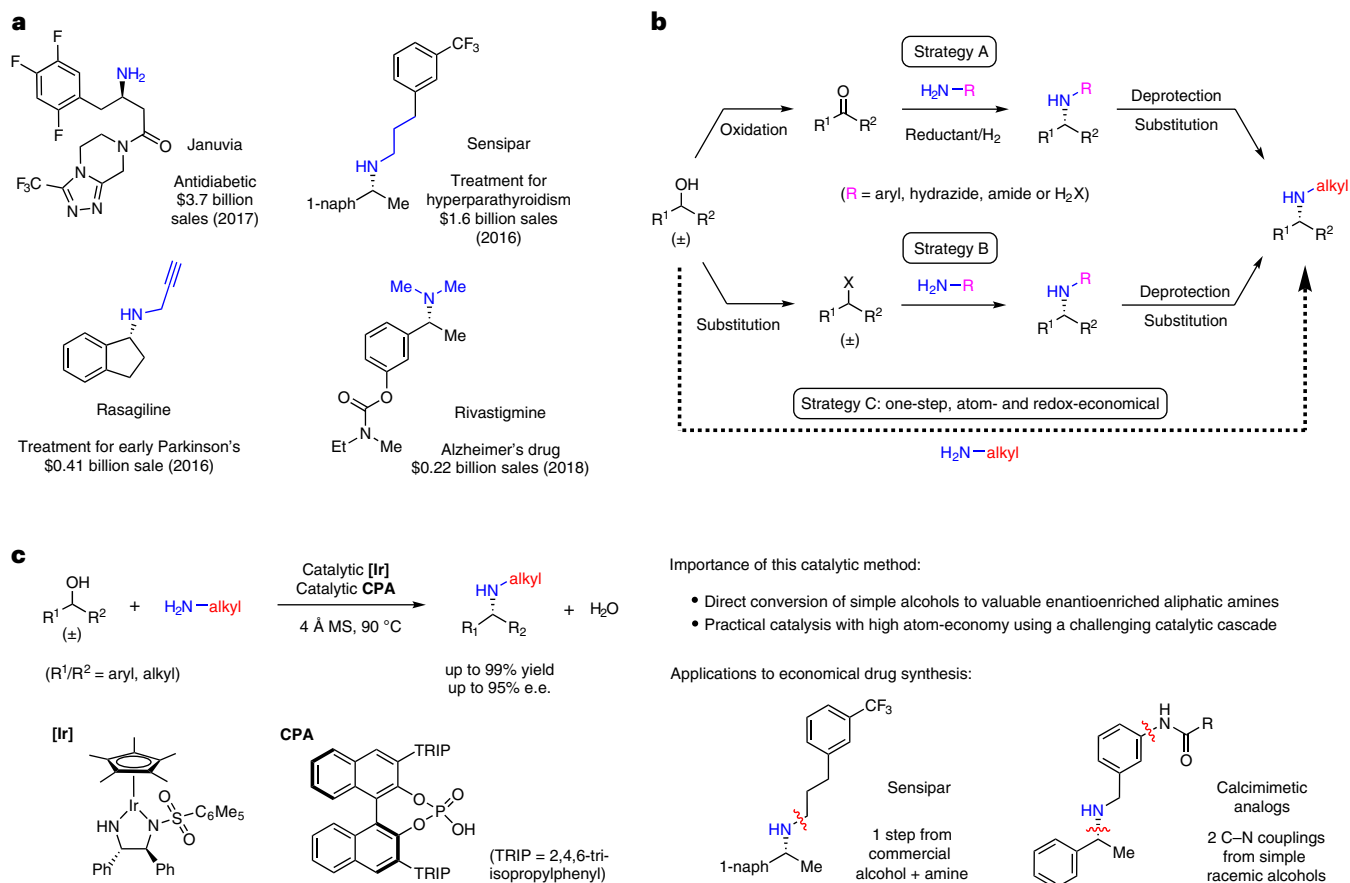 a
F
F
F
NH₂
O
N
N
N
N
F₃C
Januvia
Antidiabetic
$3.7 billion
sales (2017)
CF₃
HN
1-naph
Me
Sensipar
Treatment for
hyperparathyroidism
$1.6 billion sales
(2016)
HN
Rasagiline
Treatment for early Parkinson's
$0.41 billion sale (2016)
Me
Me
N
Me
O
O
N
Et
Me
Rivastigmine
Alzheimer's drug
$0.22 billion sales (2018)
b
Strategy A
OH
R¹ R²
(±)
Oxidation
O
R¹ R²
H₂N–R
Reductant/H₂
HN R
R¹ R²
Deprotection
Substitution
(R = aryl, hydrazide, amide or H₂X)
HN alkyl
R¹ R²
Strategy B
Substitution
X
R¹ R²
(±)
H₂N–R
HN R
R¹ R²
Deprotection
Substitution
Strategy C: one-step, atom- and redox-economical
H₂N–alkyl
c
OH
R¹ R²
(±)
+
H₂N–alkyl
Catalytic [Ir]
Catalytic CPA
4 Å MS, 90 °C
HN alkyl
R₁ R₂
+ H₂O
(R¹/R² = aryl, alkyl)
up to 99% yield
up to 95% e.e.
[Ir]
Ir
O
S
O
C₆Me₅
HN
N
Ph
Ph
CPA
TRIP
O
P
O
OH
O
TRIP
(TRIP = 2,4,6-tri-
isopropylphenyl)
Importance of this catalytic method:
• Direct conversion of simple alcohols to valuable enantioenriched aliphatic amines
• Practical catalysis with high atom-economy using a challenging catalytic cascade
Applications to economical drug synthesis:
CF₃
HN
1-naph
Me
Sensipar
1 step from
commercial
alcohol + amine
H
N
R
O
HN
Me
Calcimimetic
analogs
2 C–N couplings
from simple
racemic alcohols